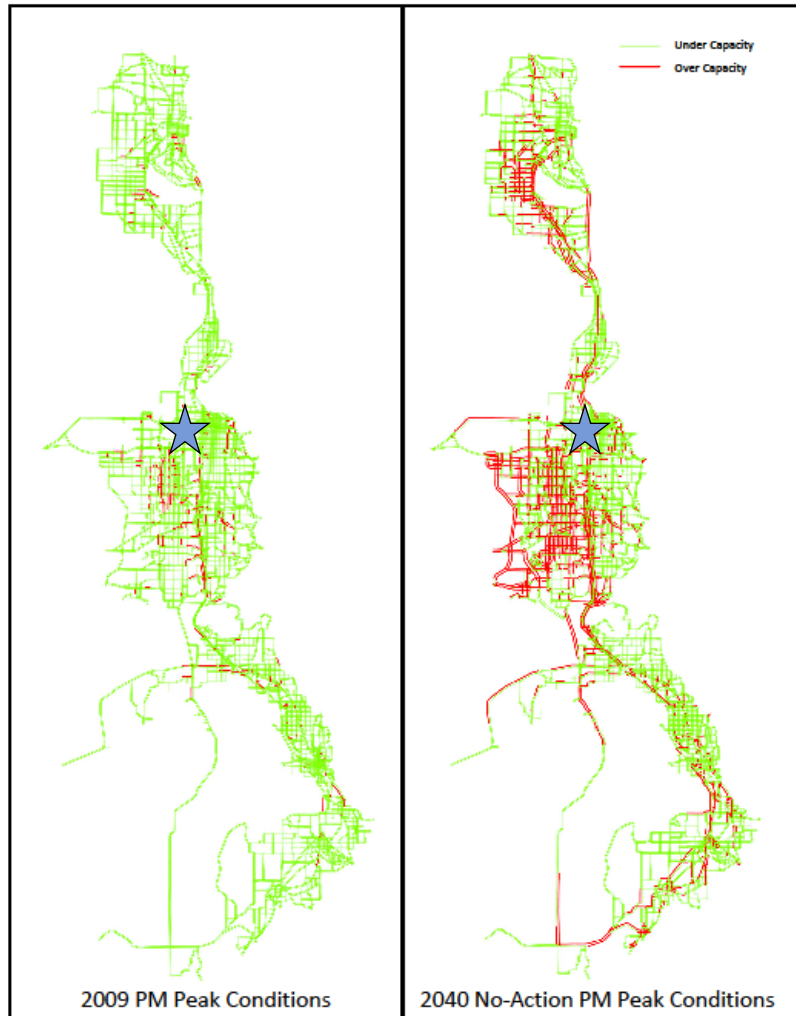 Under Capacity
Over Capacity
2009 PM Peak Conditions
2040 No-Action PM Peak Conditions